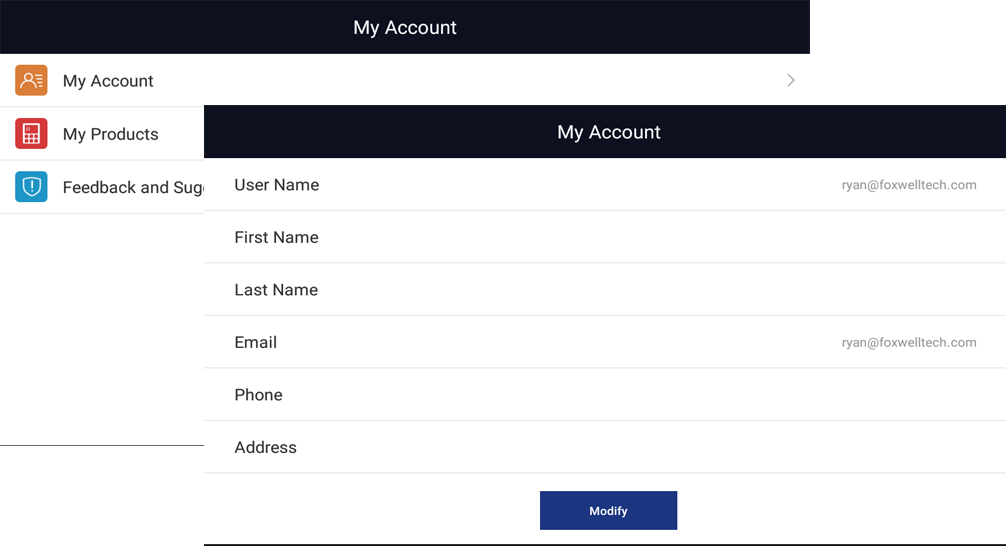 My Account
My Account
My Products
Feedback and Sugg
My Account
User Name ryan@foxwelltech.com
First Name
Last Name
Email ryan@foxwelltech.com
Phone
Address
Modify